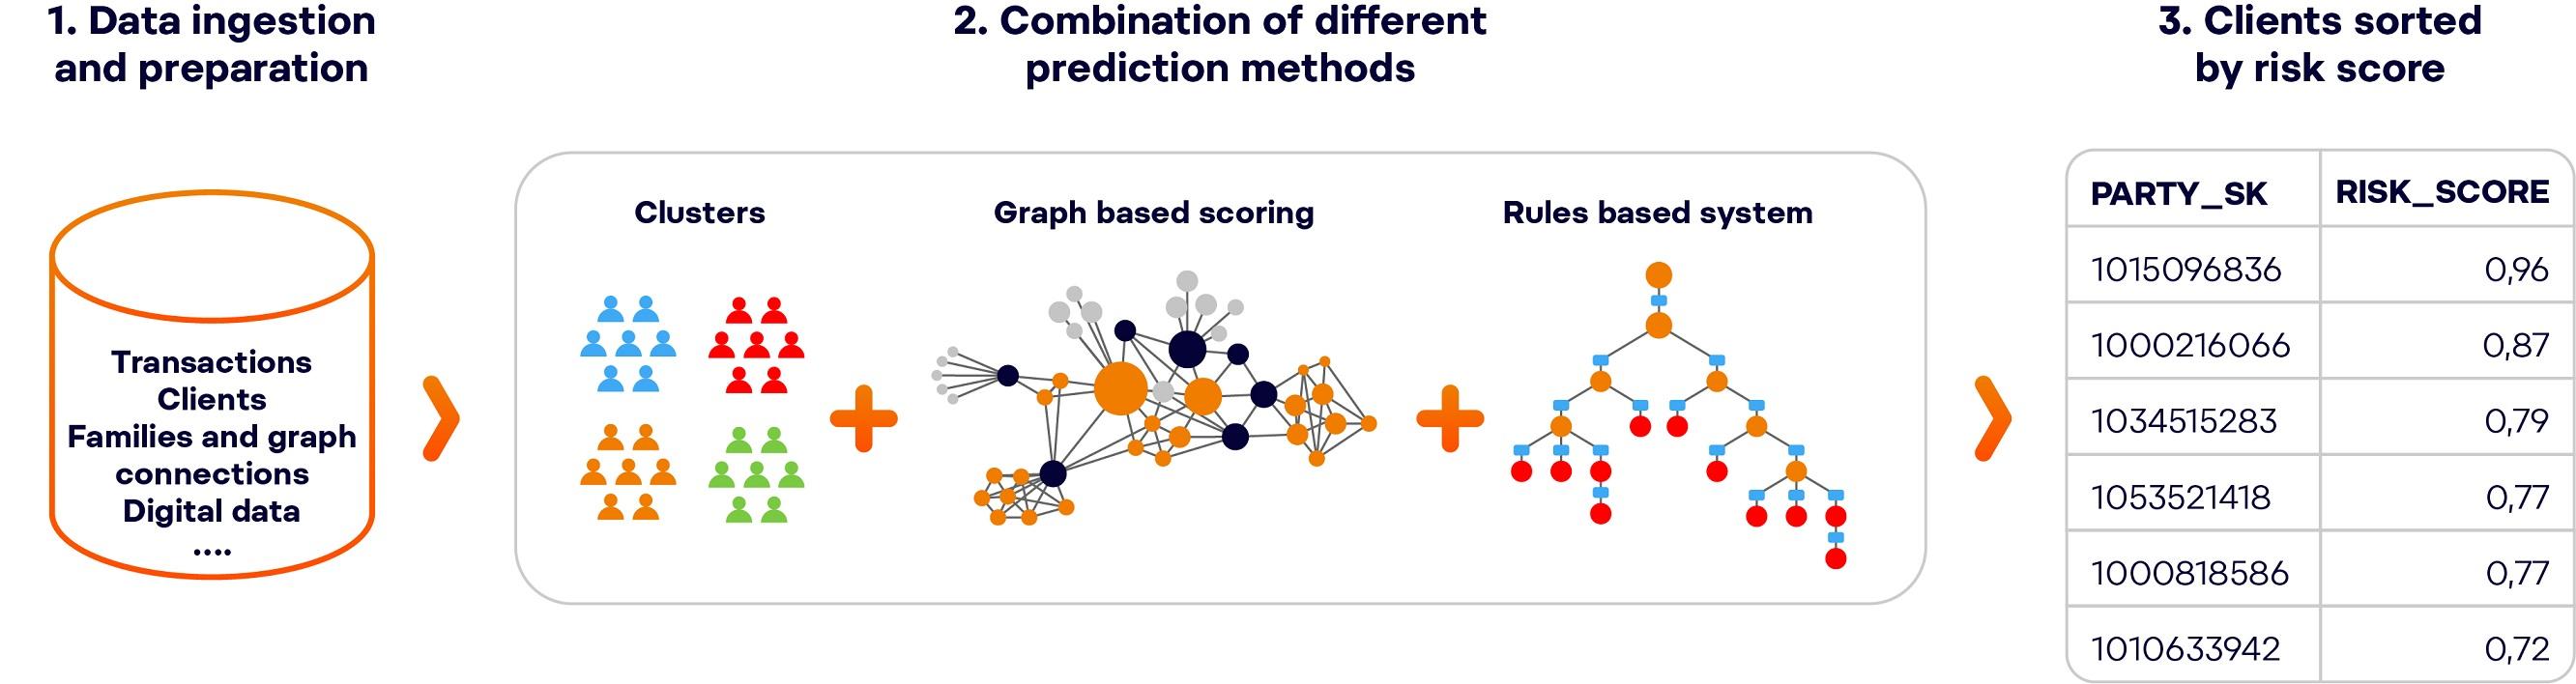 1. Data ingestion
and preparation
2. Combination of different
prediction methods
3. Clients sorted
by risk score
Transactions
Clients
Families and graph
connections
Digital data
....
Clusters
Graph based scoring
Rules based system
PARTY_SK RISK_SCORE
1015096836 0,96
1000216066 0,87
1034515283 0,79
1053521418 0,77
1000818586 0,77
1010633942 0,72